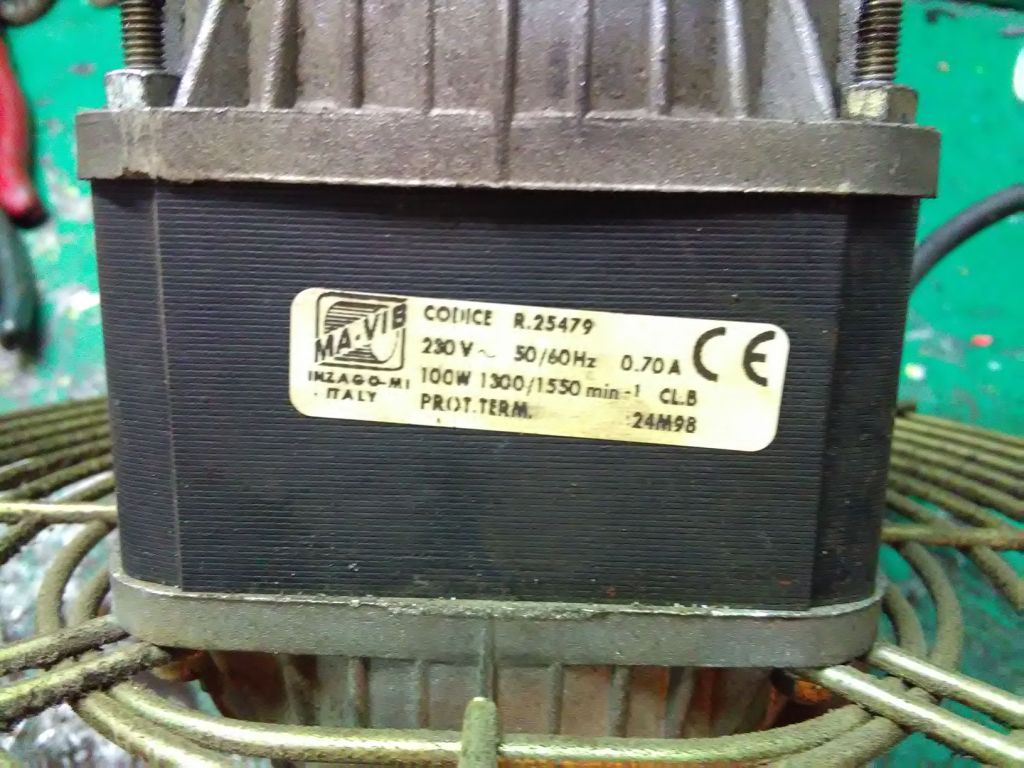 MA-VIB
INZAGO-MI
ITALY
CODICE R.25479
230 V ~ 50/60Hz 0.70 A
100W 1300/1550 min-1 CL.B
PROT.TERM. 24M98
CE